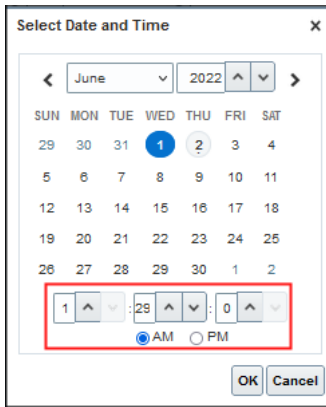 Select Date and Time
June 2022
SUN MON TUE WED THU FRI SAT
29 30 31 1 2 3 4
5 6 7 8 9 10 11
12 13 14 15 16 17 18
19 20 21 22 23 24 25
26 27 28 29 30 1 2
1 : 29 : 0
AM PM
OK Cancel